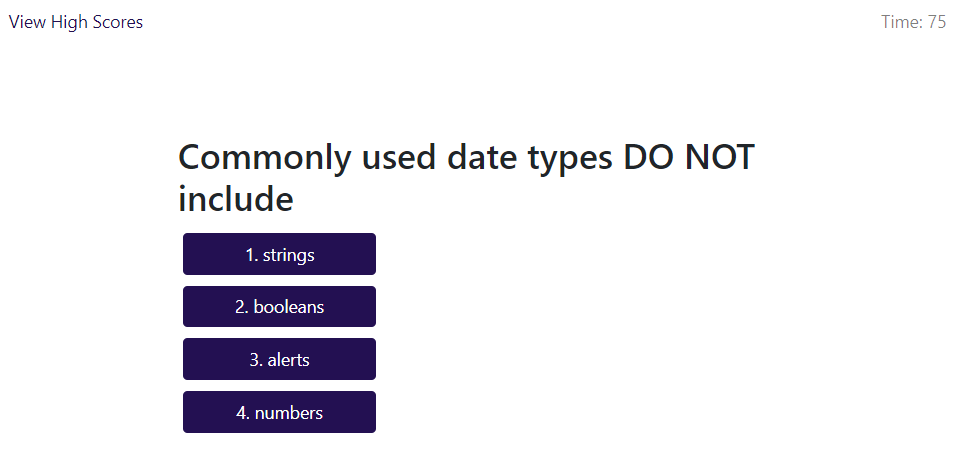 View High Scores
Time: 75
Commonly used date types DO NOT
include
1. strings
2. booleans
3. alerts
4. numbers